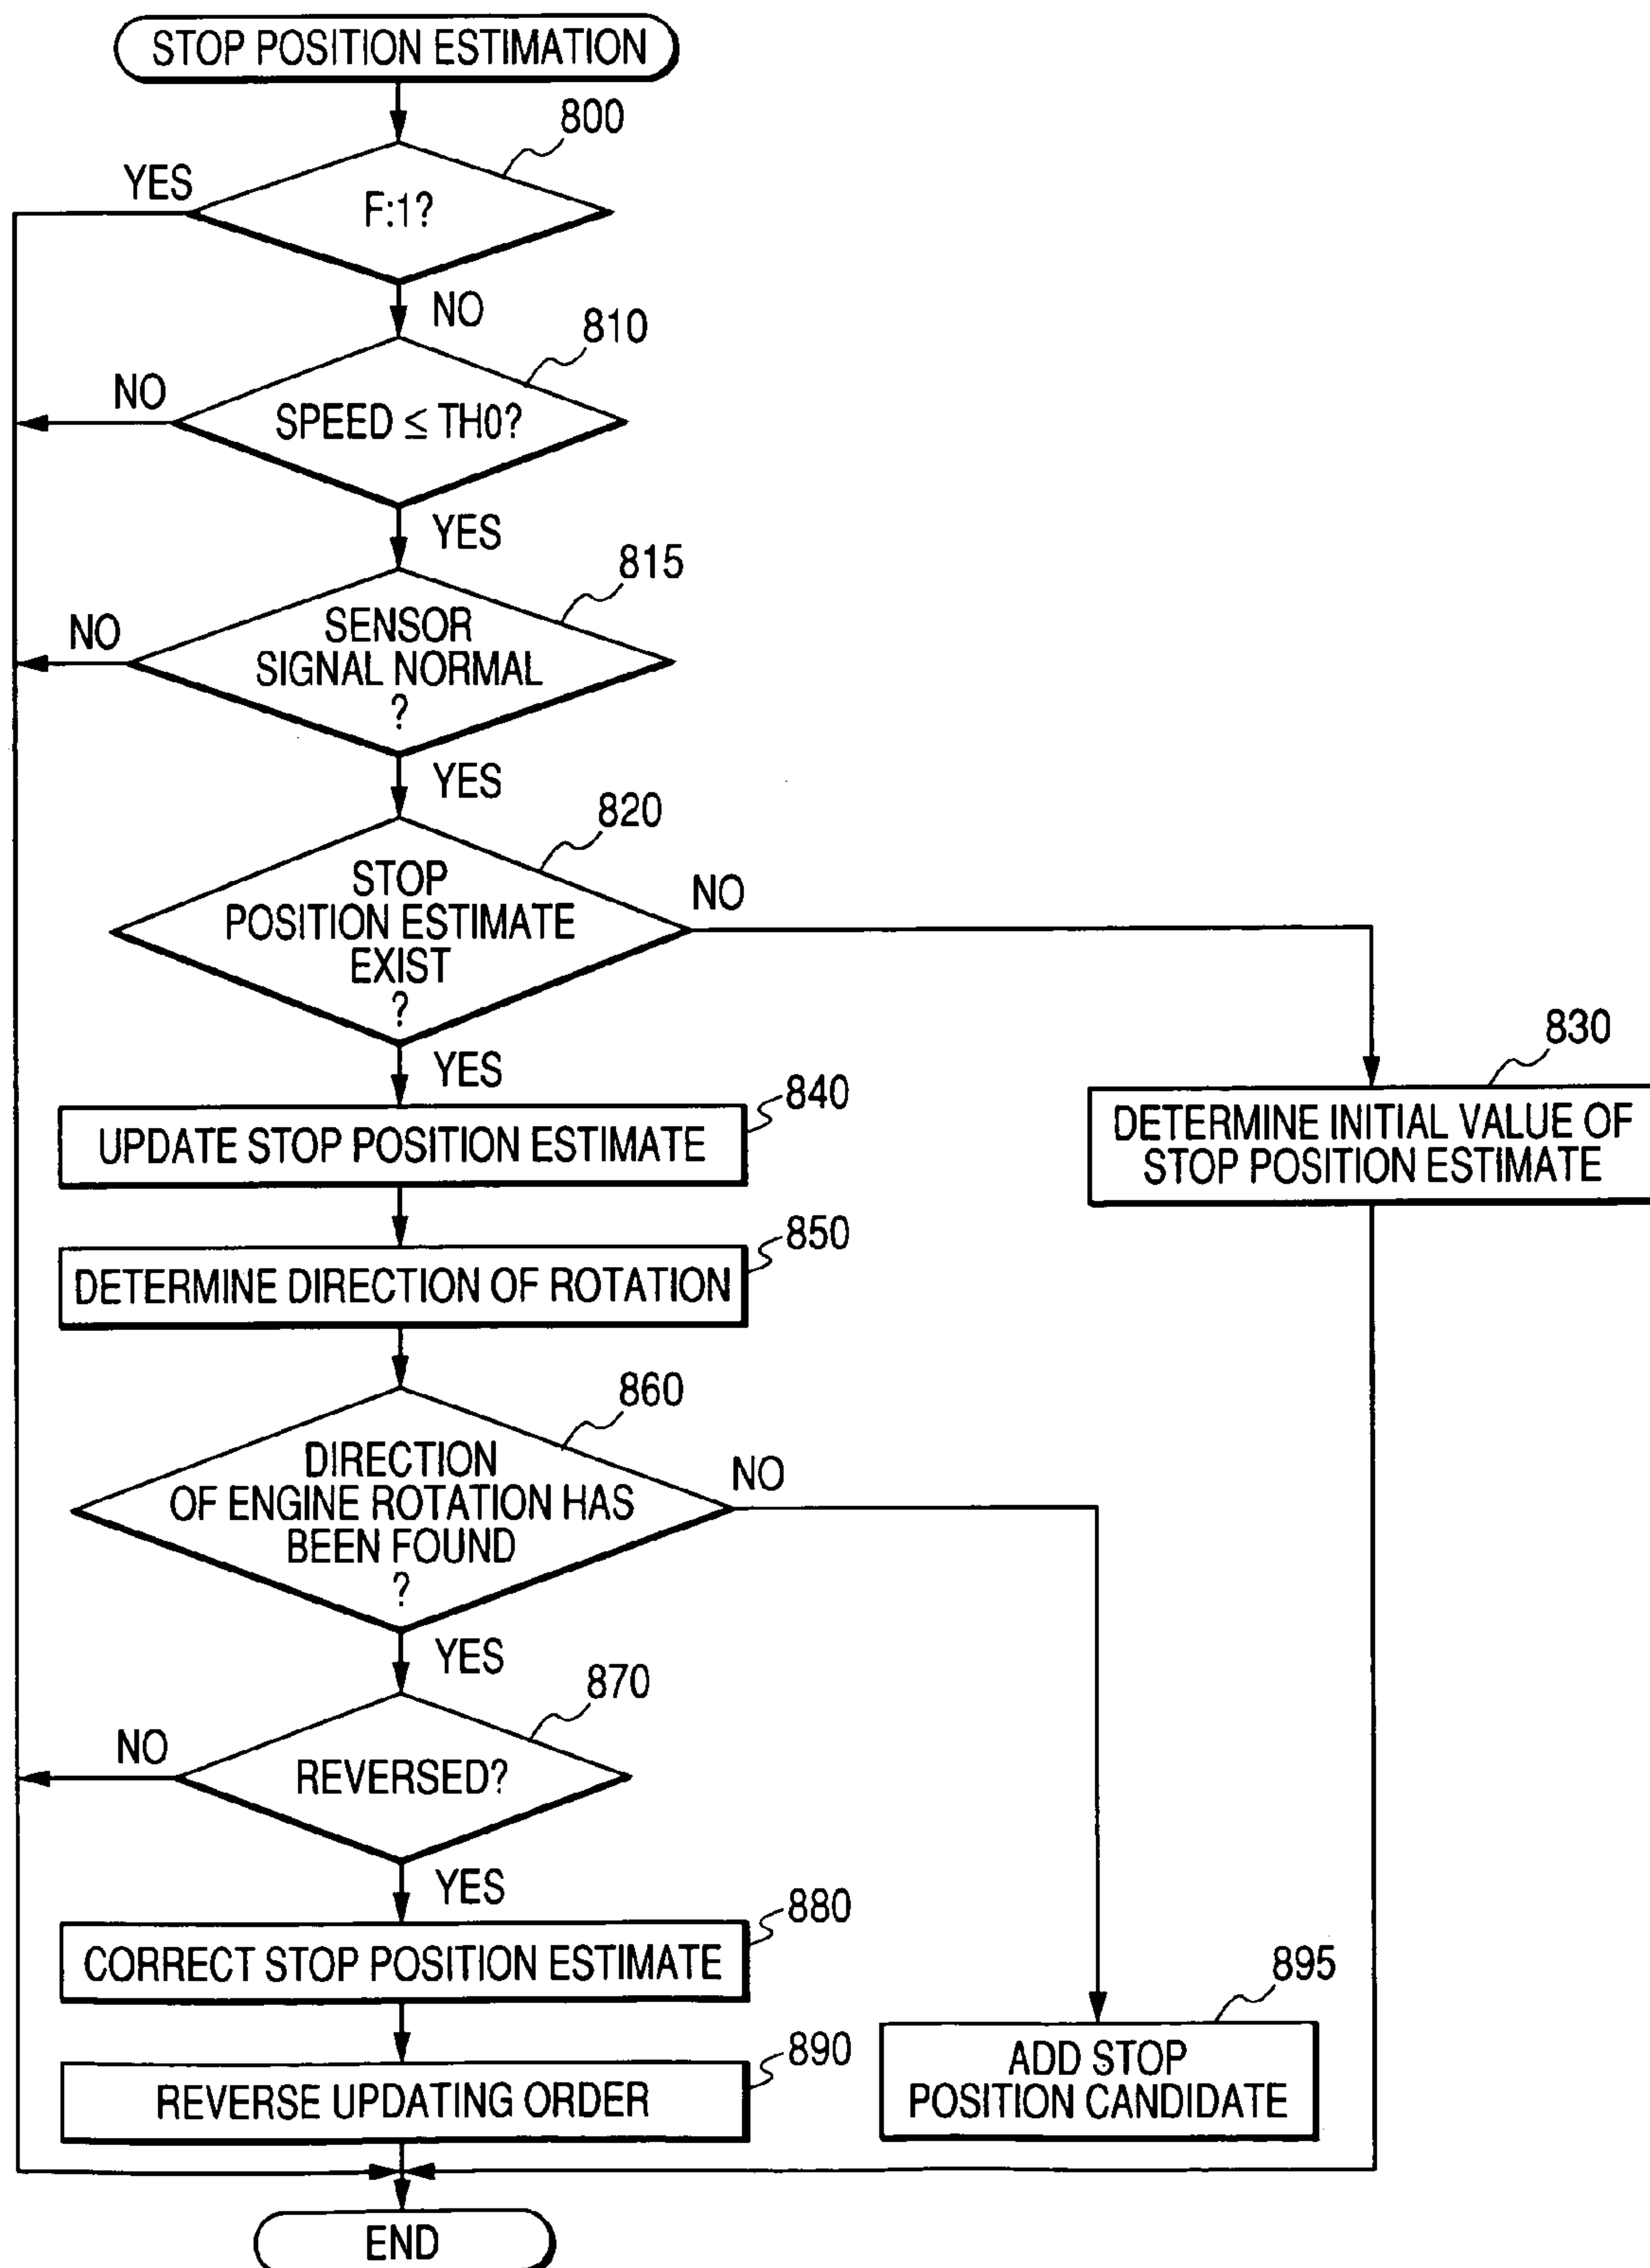 STOP POSITION ESTIMATION
800
YES
F:1?
NO
810
NO
SPEED ≤ TH0?
YES
815
NO
SENSOR
SIGNAL NORMAL
?
YES
820
STOP
POSITION ESTIMATE
EXIST
?
NO
YES
830
DETERMINE INITIAL VALUE OF
STOP POSITION ESTIMATE
840
UPDATE STOP POSITION ESTIMATE
850
DETERMINE DIRECTION OF ROTATION
860
DIRECTION
OF ENGINE ROTATION HAS
BEEN FOUND
?
NO
YES
870
NO
REVERSED?
YES
880
CORRECT STOP POSITION ESTIMATE
890
REVERSE UPDATING ORDER
895
ADD STOP
POSITION CANDIDATE
END